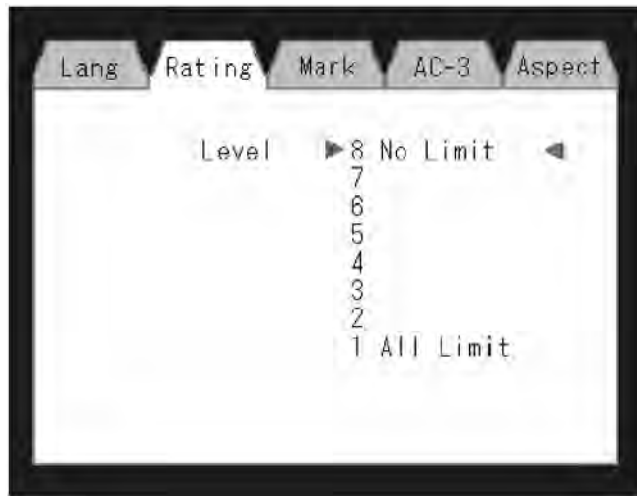 Lang Rating Mark AC-3 Aspect
Level ▶ 8 No Limit ◀
7
6
5
4
3
2
1 All Limit